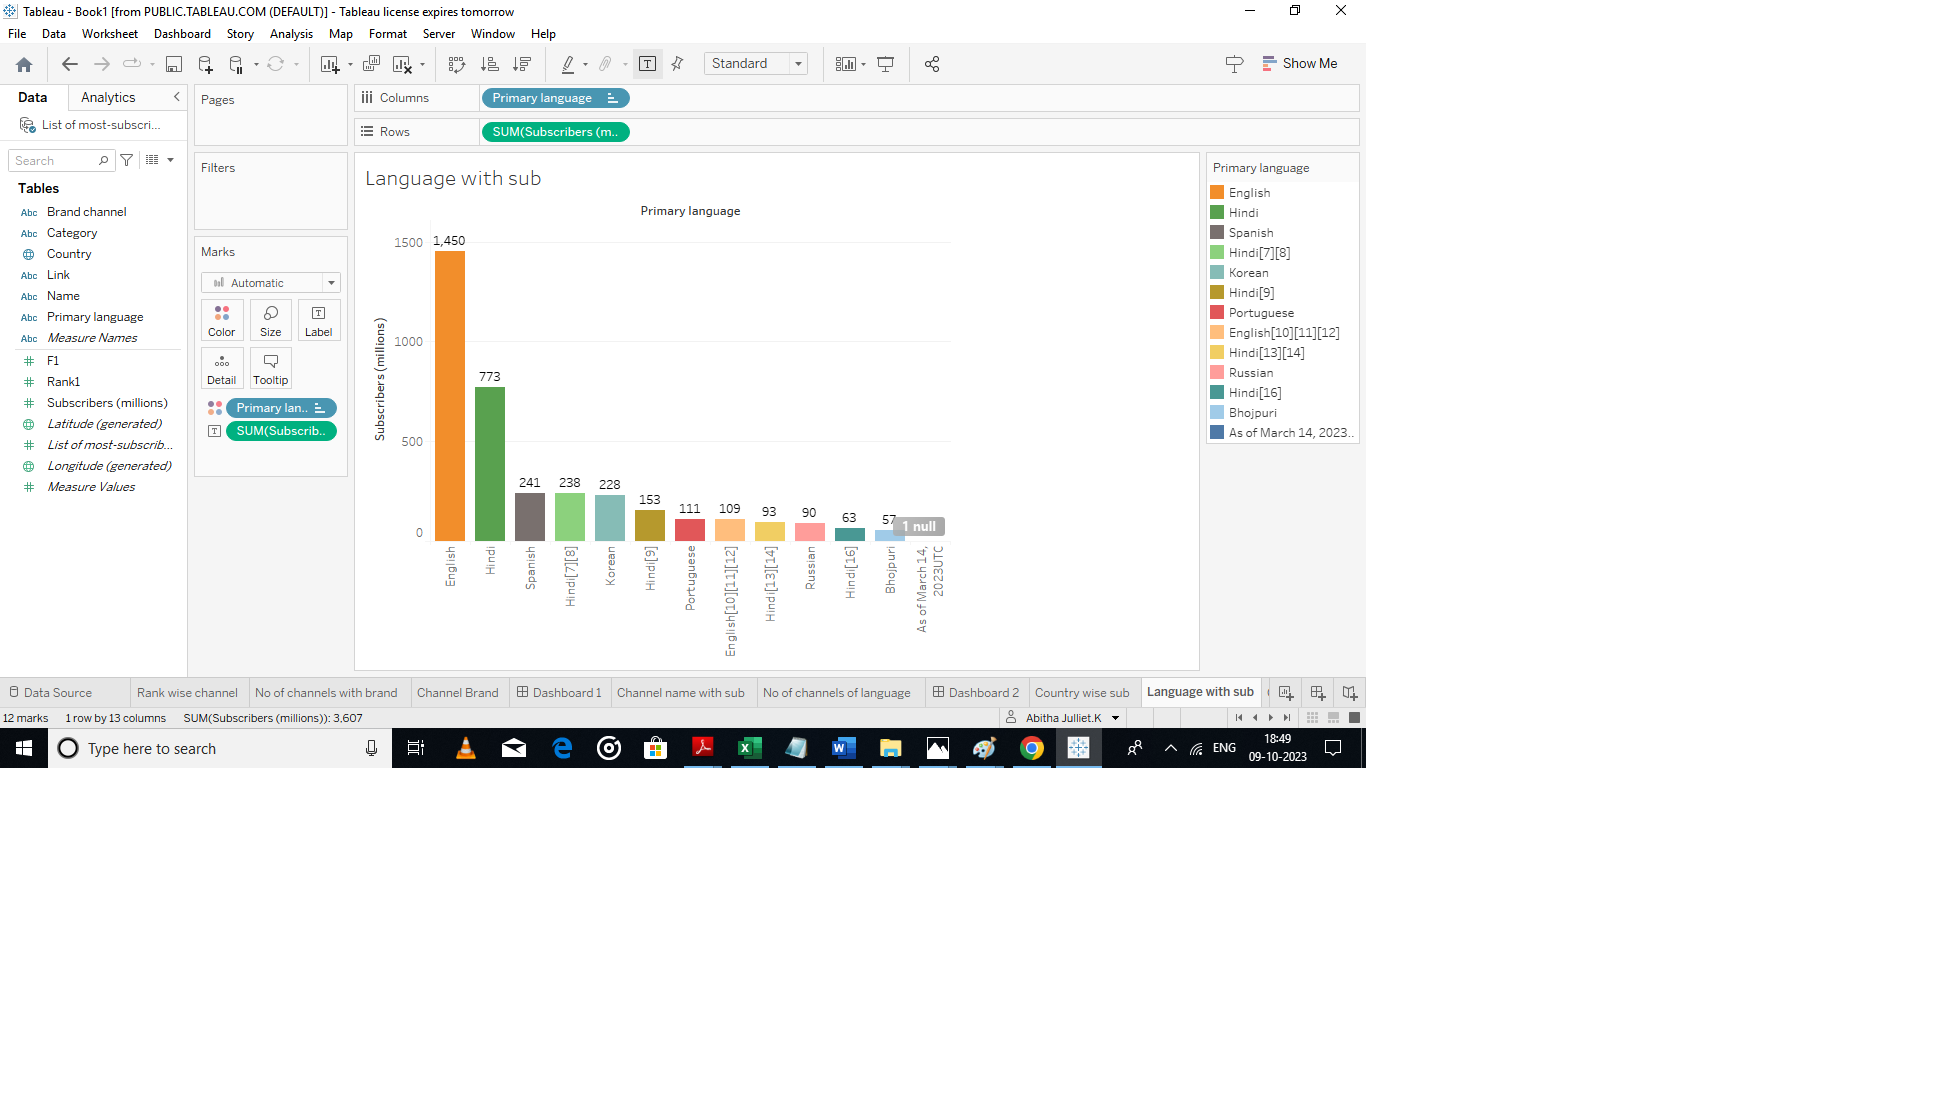 Tableau - Book1 [from PUBLIC.TABLEAU.COM (DEFAULT)] - Tableau license expires tomorrow
File Data Worksheet Dashboard Story Analysis Map Format Server Window Help
Standard
Show Me
Data Analytics
List of most-subscri...
Search
Tables
Abc Brand channel
Abc Category
Country
Abc Link
Abc Name
Abc Primary language
Abc Measure Names
F1
Rank1
Subscribers (millions)
Latitude (generated)
List of most-subscrib...
Longitude (generated)
Measure Values
Pages
Filters
Marks
Automatic
Color Size Label
Detail Tooltip
Primary lan..
SUM(Subscrib..
Columns Primary language
Rows SUM(Subscribers (m..
Language with sub
Primary language
Subscribers (millions)
1500
1000
500
0
1,450
773
241
238
228
153
111
109
93
90
63
57
1 null
English
Hindi
Spanish
Hindi[7][8]
Korean
Hindi[9]
Portuguese
English[10][11][12]
Hindi[13][14]
Russian
Hindi[16]
Bhojpuri
As of March 14,
2023UTC
Primary language
English
Hindi
Spanish
Hindi[7][8]
Korean
Hindi[9]
Portuguese
English[10][11][12]
Hindi[13][14]
Russian
Hindi[16]
Bhojpuri
As of March 14, 2023..
Data Source Rank wise channel No of channels with brand Channel Brand Dashboard 1 Channel name with sub No of channels of language Dashboard 2 Country wise sub Language with sub
12 marks 1 row by 13 columns SUM(Subscribers (millions)): 3,607 Abitha Julliet.K
Type here to search
ENG
18:49
09-10-2023